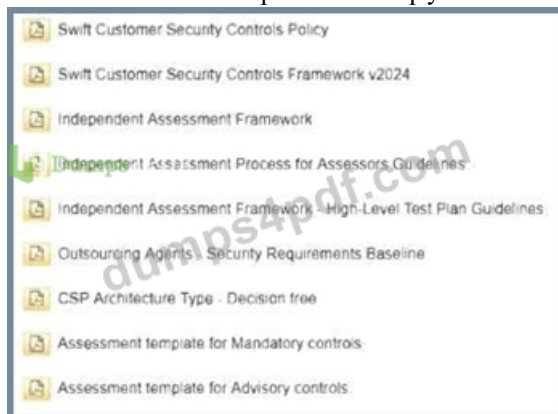 Swift Customer Security Controls Policy
Swift Customer Security Controls Framework v2024
Independent Assessment Framework
Independent Assessment Process for Assessors Guidelines
Independent Assessment Framework - High-Level Test Plan Guidelines
Outsourcing Agents - Security Requirements Baseline
CSP Architecture Type - Decision tree
Assessment template for Mandatory controls
Assessment template for Advisory controls
Dumps
dumps4pdf.com